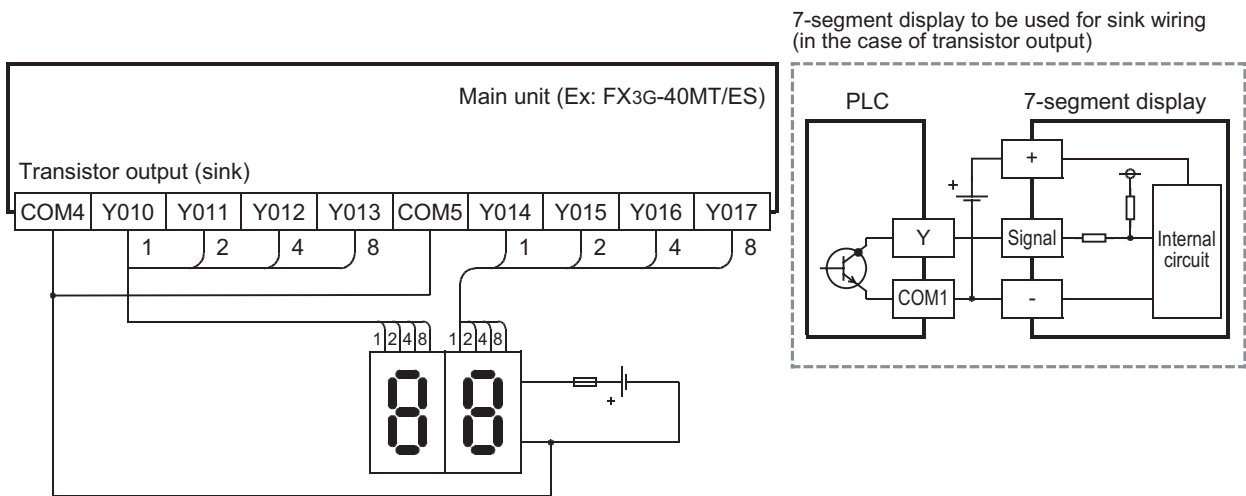 7-segment display to be used for sink wiring
(in the case of transistor output)
Main unit (Ex: FX3G-40MT/ES)
Transistor output (sink)
COM4 Y010 Y011 Y012 Y013 COM5 Y014 Y015 Y016 Y017
1 2 4 8 1 2 4 8
1 2 4 8 1 2 4 8
+
PLC 7-segment display
+
+
Y Signal Internal
circuit
COM1 -